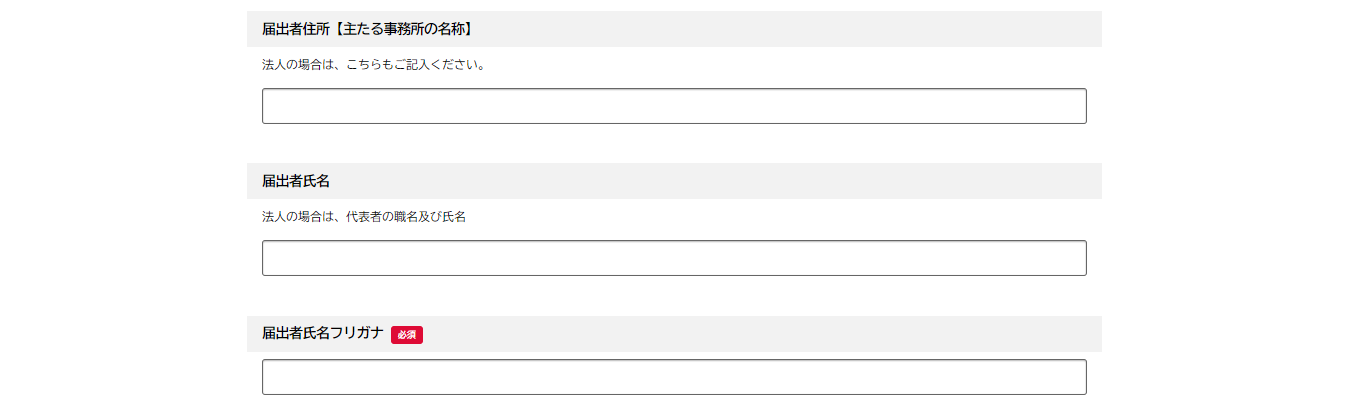 届出者住所【主たる事務所の名称】
法人の場合は、こちらもご記入ください。
届出者氏名
法人の場合は、代表者の職名及び氏名
届出者氏名フリガナ 必須